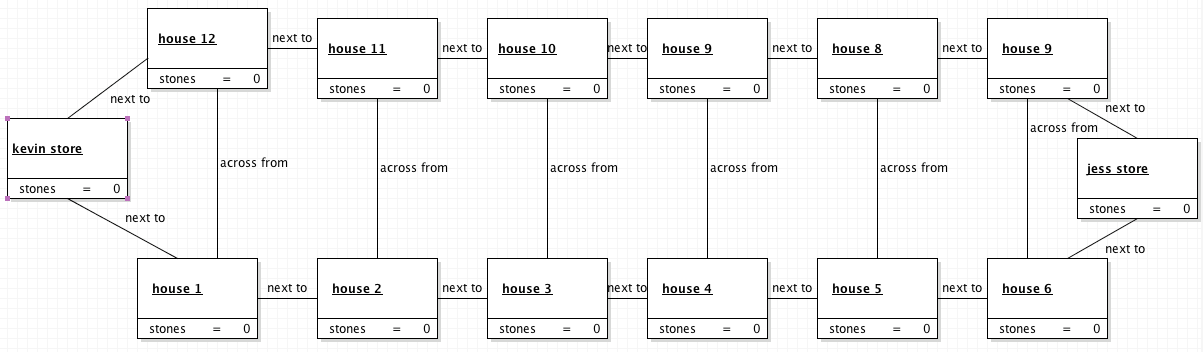 house 12
stones = 0
next to
house 11
stones = 0
next to
house 10
stones = 0
next to
house 9
stones = 0
next to
house 8
stones = 0
next to
house 9
stones = 0
next to
next to
kevin store
stones = 0
across from
across from
across from
across from
across from
across from
jess store
stones = 0
next to
next to
house 1
stones = 0
next to
house 2
stones = 0
next to
house 3
stones = 0
next to
house 4
stones = 0
next to
house 5
stones = 0
next to
house 6
stones = 0